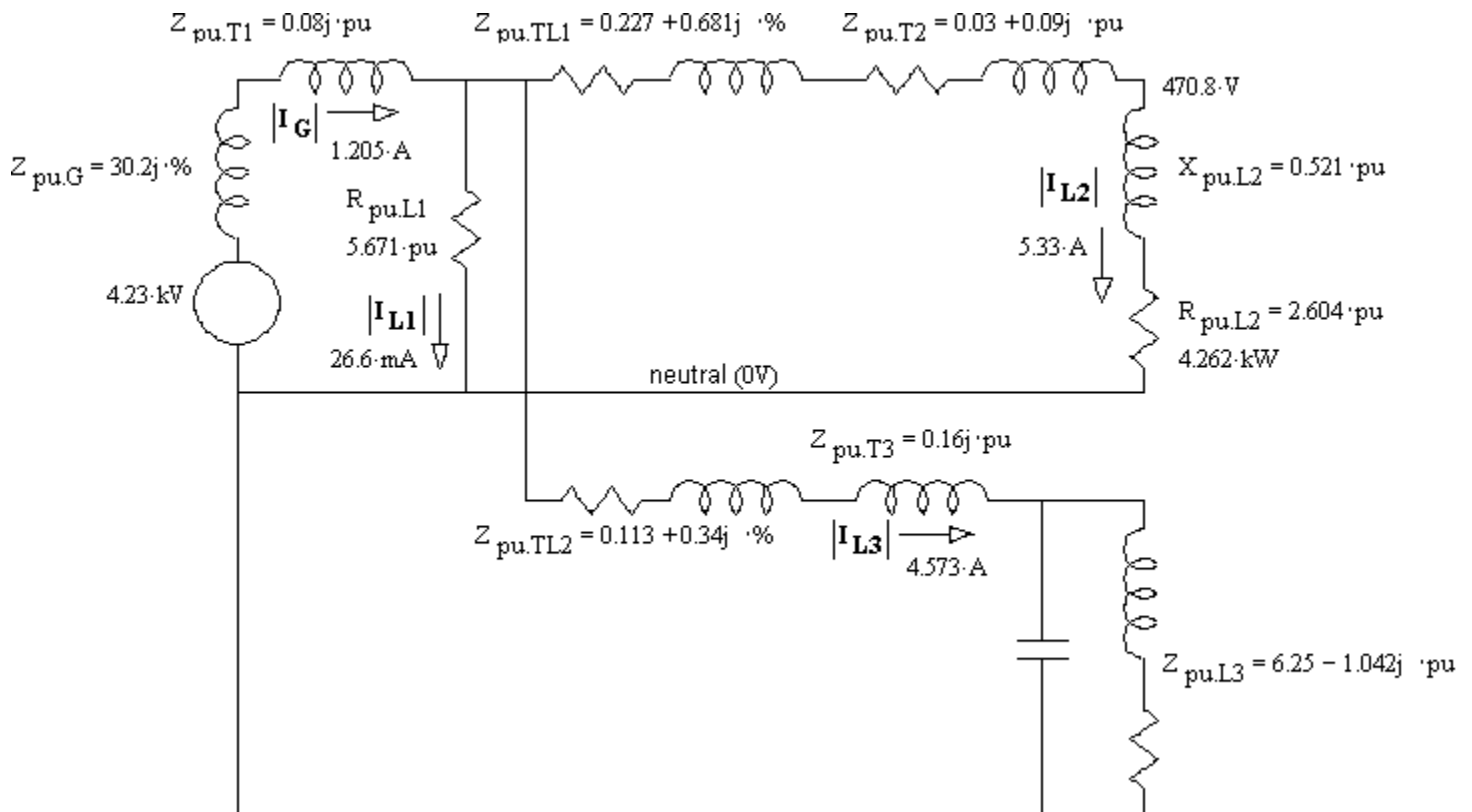 Z pu.T1 = 0.08j·pu
Z pu.TL1 = 0.227 + 0.681j ·%
Z pu.T2 = 0.03 + 0.09j ·pu
470.8·V
|I G|
1.205·A
Z pu.G = 30.2j·%
X pu.L2 = 0.521·pu
|I L2|
R pu.L1
5.671·pu
5.33·A
4.23·kV
|I L1|
26.6·mA
R pu.L2 = 2.604·pu
4.262·kW
neutral (0V)
Z pu.T3 = 0.16j·pu
Z pu.TL2 = 0.113 + 0.34j ·%
|I L3|
4.573·A
Z pu.L3 = 6.25 − 1.042j ·pu